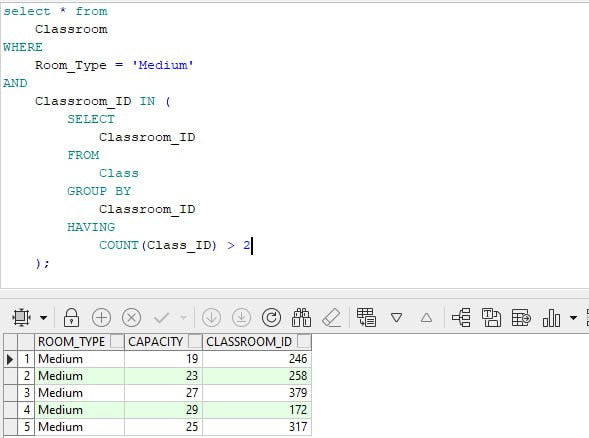 select * from
Classroom
WHERE
Room_Type = 'Medium'
AND
Classroom_ID IN (
SELECT
Classroom_ID
FROM
Class
GROUP BY
Classroom_ID
HAVING
COUNT(Class_ID) > 2
);
ROOM_TYPE CAPACITY CLASSROOM_ID
1 Medium 19 246
2 Medium 23 258
3 Medium 27 379
4 Medium 29 172
5 Medium 25 317